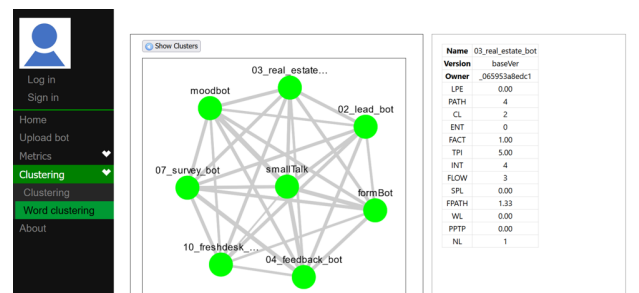 Log in
Sign in
Home
Upload bot
Metrics
Clustering
Clustering
Word clustering
About
Show Clusters
03_real_estate...
moodbot
02_lead_bot
07_survey_bot
smallTalk
formBot
10_freshdesk_...
04_feedback_bot
Name 03_real_estate_bot
Version baseVer
Owner _065953a8edc1
LPE 0.00
PATH 4
CL 2
ENT 0
FACT 1.00
TPI 5.00
INT 4
FLOW 3
SPL 0.00
FPATH 1.33
WL 0.00
PPTP 0.00
NL 1